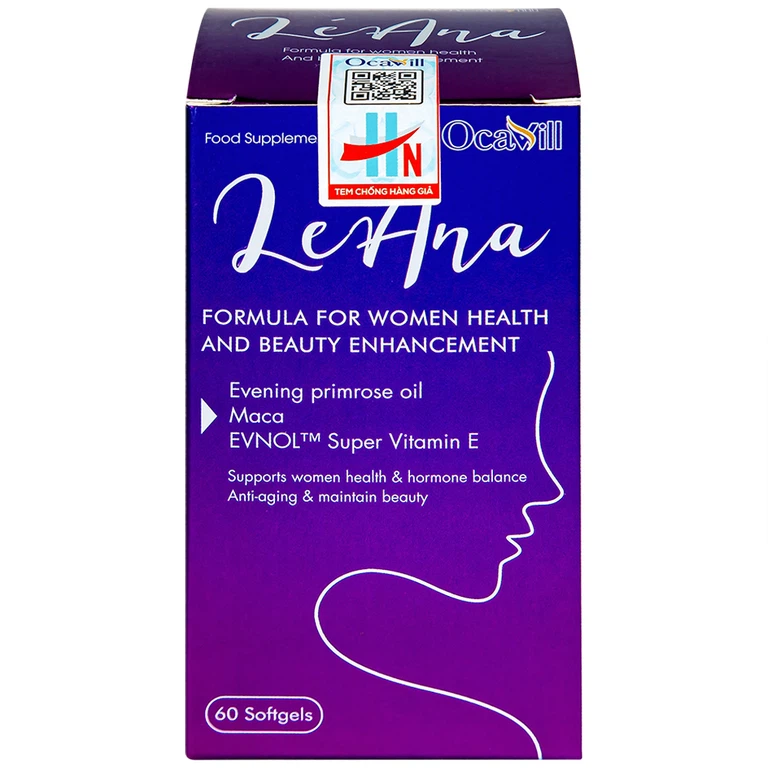 LéAna
Formula for women health
And
Ocavill
HN
TEM CHỐNG HÀNG GIẢ
Food Suppleme
Ocavill
LeAna
FORMULA FOR WOMEN HEALTH
AND BEAUTY ENHANCEMENT
Evening primrose oil
Maca
EVNOL™ Super Vitamin E
Supports women health & hormone balance
Anti-aging & maintain beauty
60 Softgels